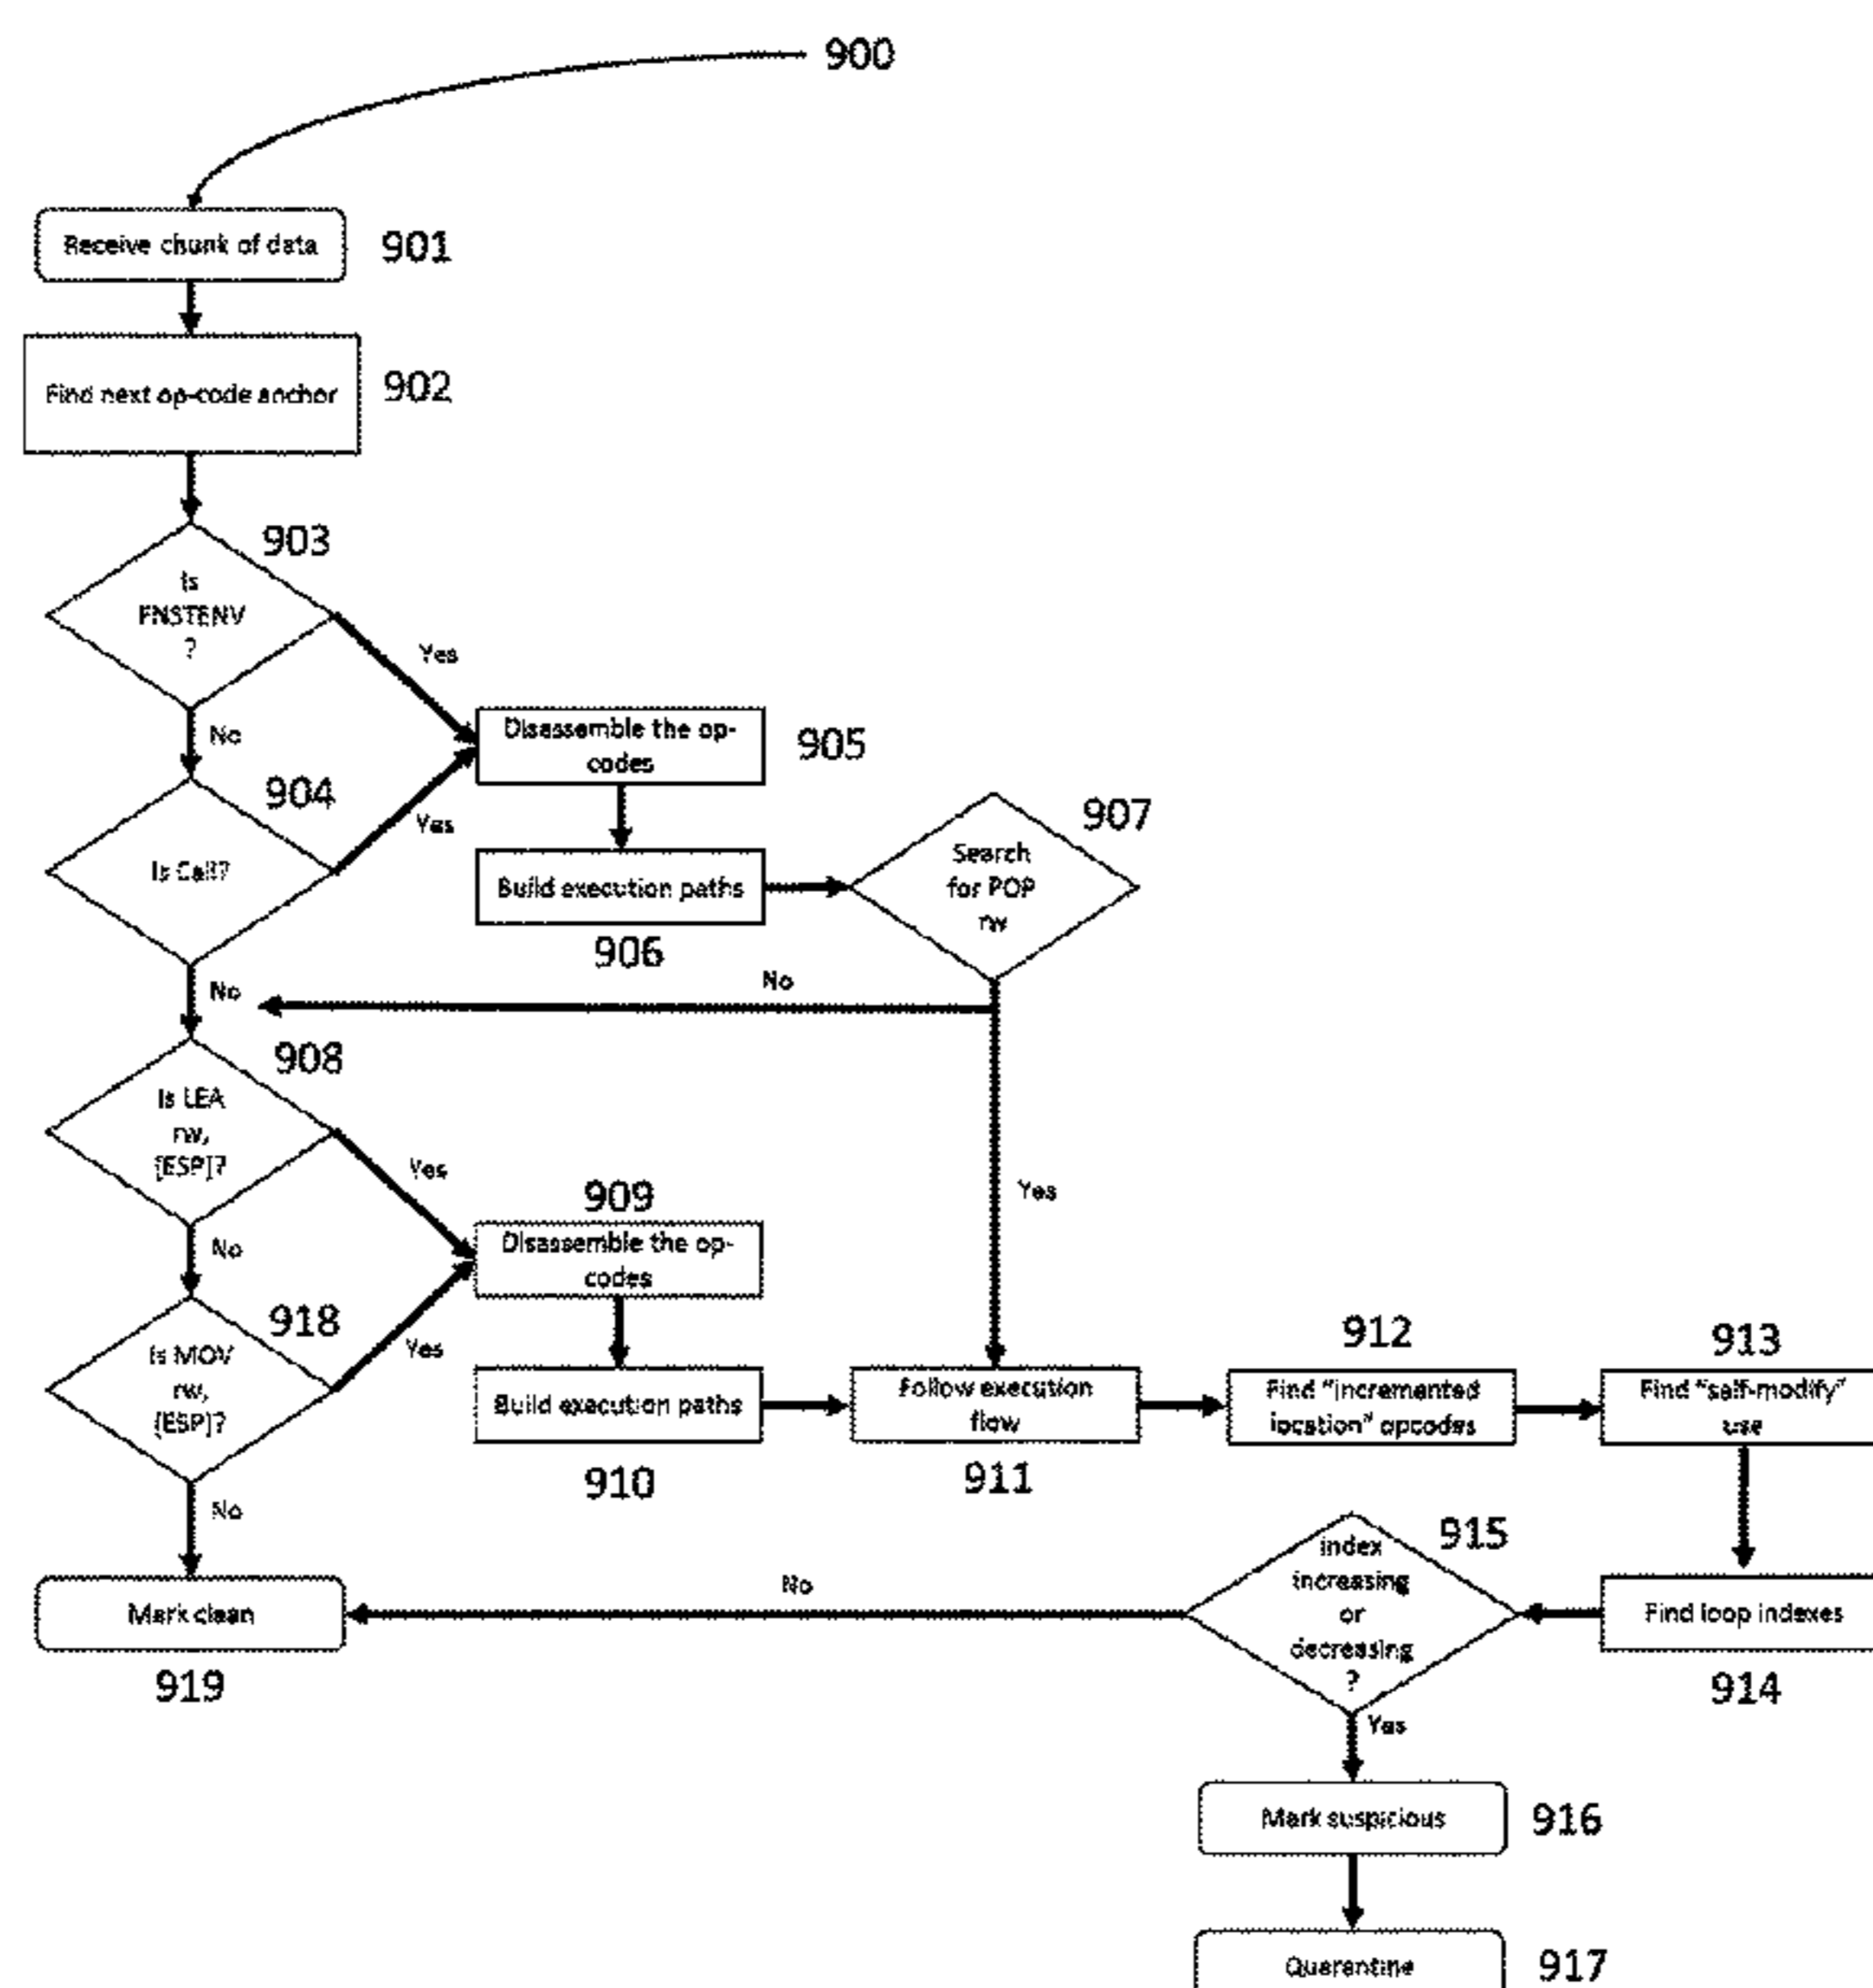 900
Receive chunk of data
901
Find next op-code anchor
902
903
Is
FNSTENV
?
Yes
No
Disassemble the op-
codes
905
904
Is Call?
Yes
Build execution paths
906
907
Search
for POP
rw
No
No
908
Is LEA
rw,
[ESP]?
Yes
Yes
No
909
Disassemble the op-
codes
918
Is MOV
rw,
[ESP]?
Yes
Build execution paths
910
Follow execution
flow
911
912
Find "incremented
location" opcodes
913
Find "self-modify"
use
No
915
index
increasing
or
decreasing
?
No
Mark clean
919
Find loop indexes
914
Yes
Mark suspicious
916
Quarantine
917